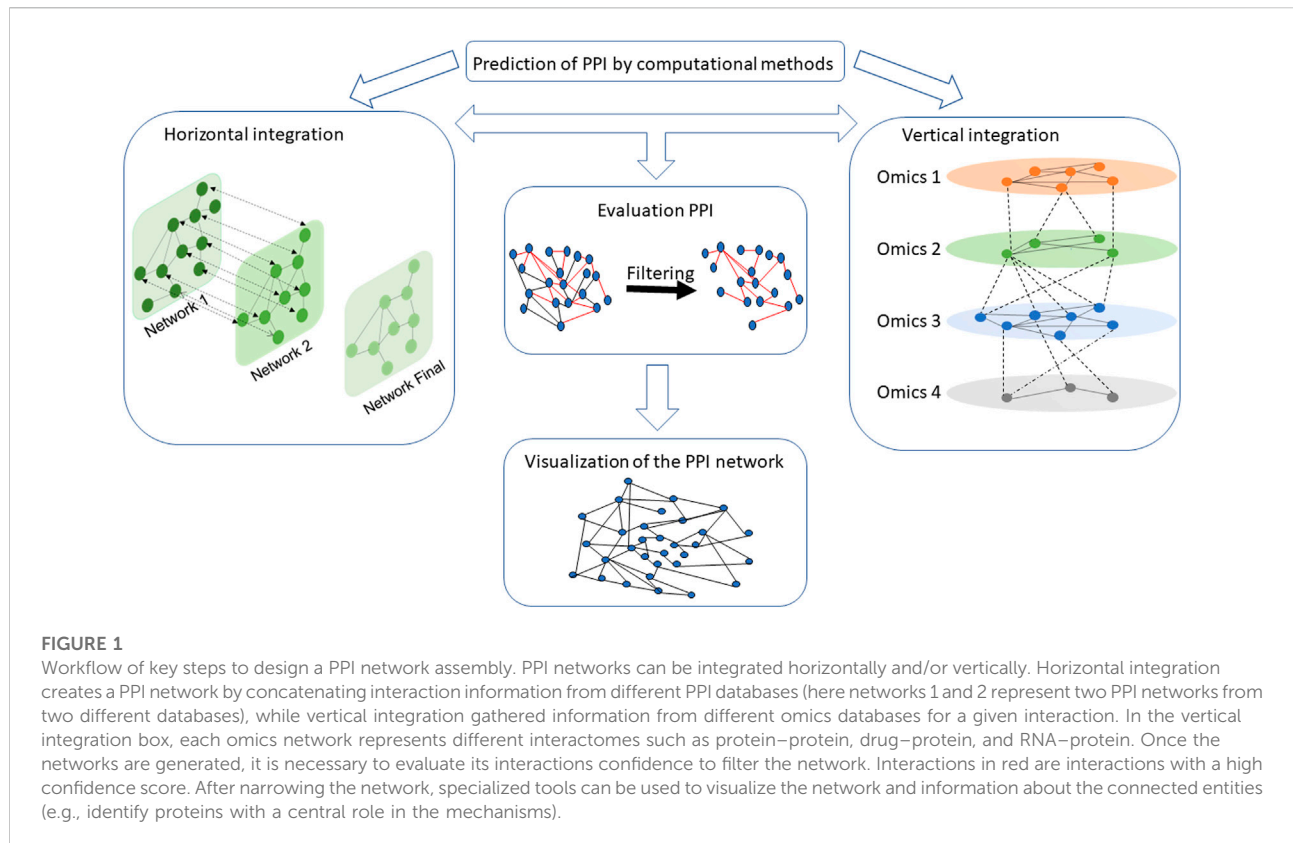 Prediction of PPI by computational methods
Horizontal integration
Network 1
Network 2
Network Final
Evaluation PPI
Filtering
Visualization of the PPI network
Vertical integration
Omics 1
Omics 2
Omics 3
Omics 4
FIGURE 1
Workflow of key steps to design a PPI network assembly. PPI networks can be integrated horizontally and/or vertically. Horizontal integration
creates a PPI network by concatenating interaction information from different PPI databases (here networks 1 and 2 represent two PPI networks from
two different databases), while vertical integration gathered information from different omics databases for a given interaction. In the vertical
integration box, each omics network represents different interactomes such as protein–protein, drug–protein, and RNA–protein. Once the
networks are generated, it is necessary to evaluate its interactions confidence to filter the network. Interactions in red are interactions with a high
confidence score. After narrowing the network, specialized tools can be used to visualize the network and information about the connected entities
(e.g., identify proteins with a central role in the mechanisms).